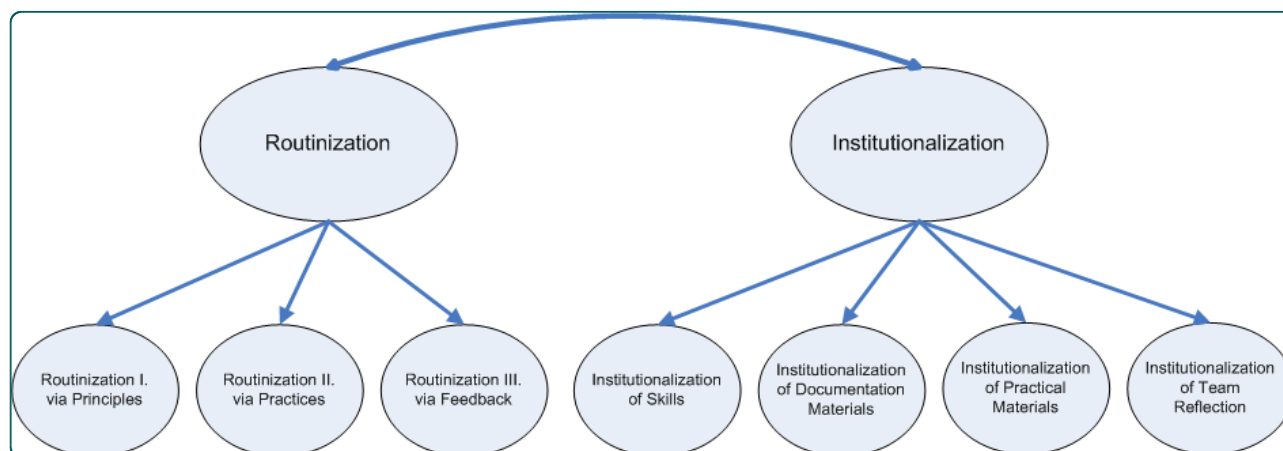 Routinization
Institutionalization
Routinization I.
via Principles
Routinization II.
via Practices
Routinization III.
via Feedback
Institutionalization
of Skills
Institutionalization
of Documentation
Materials
Institutionalization
of Practical
Materials
Institutionalization
of Team
Reflection